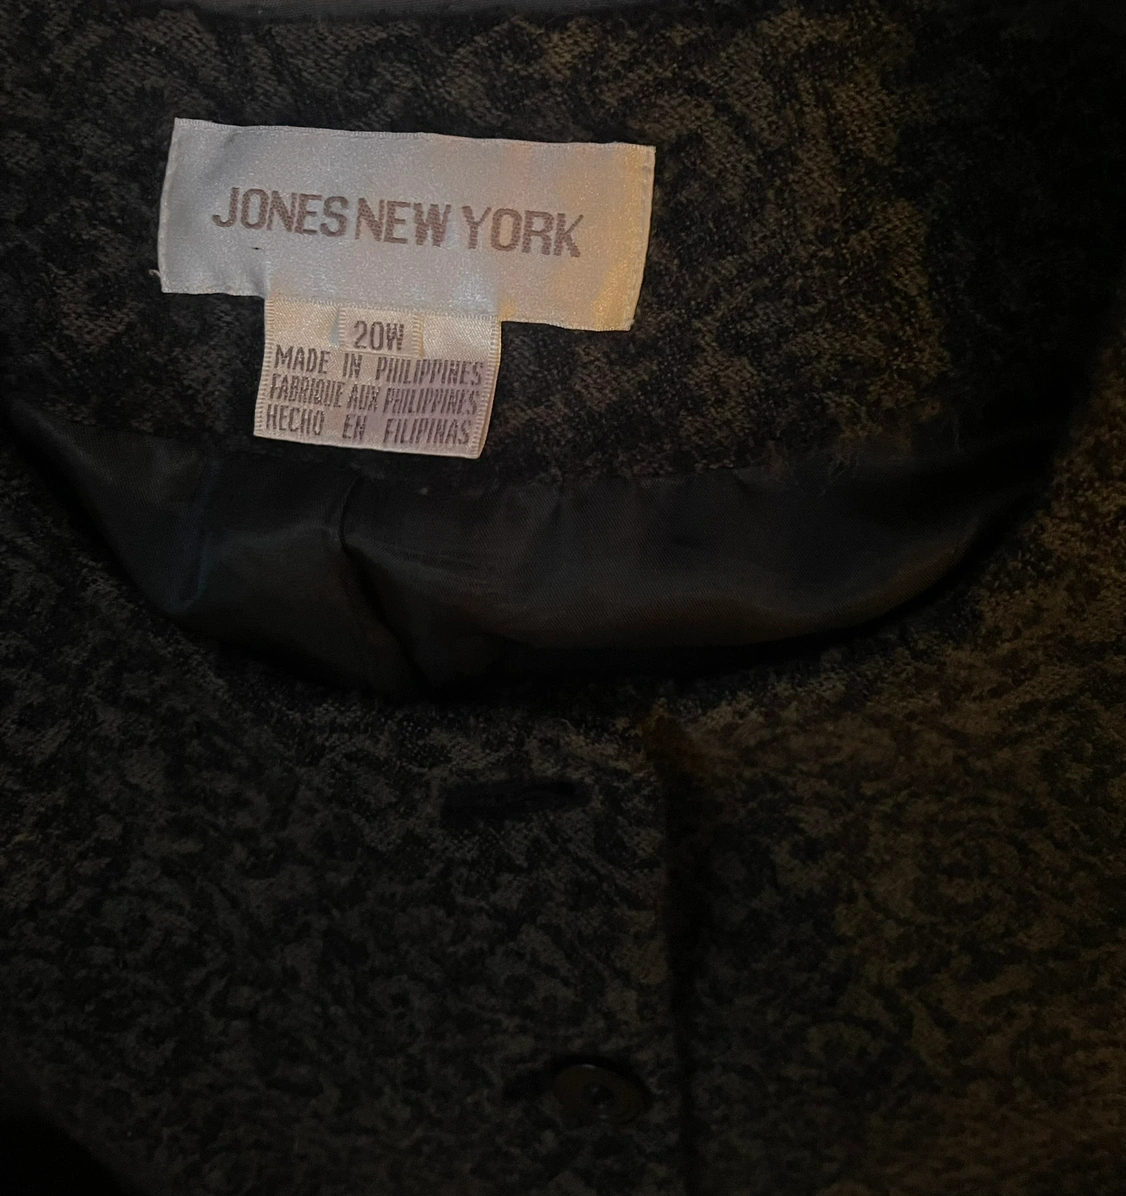 JONES NEW YORK
20W
MADE IN PHILIPPINES
FABRIQUE AUX PHILIPPINES
HECHO EN FILIPINAS